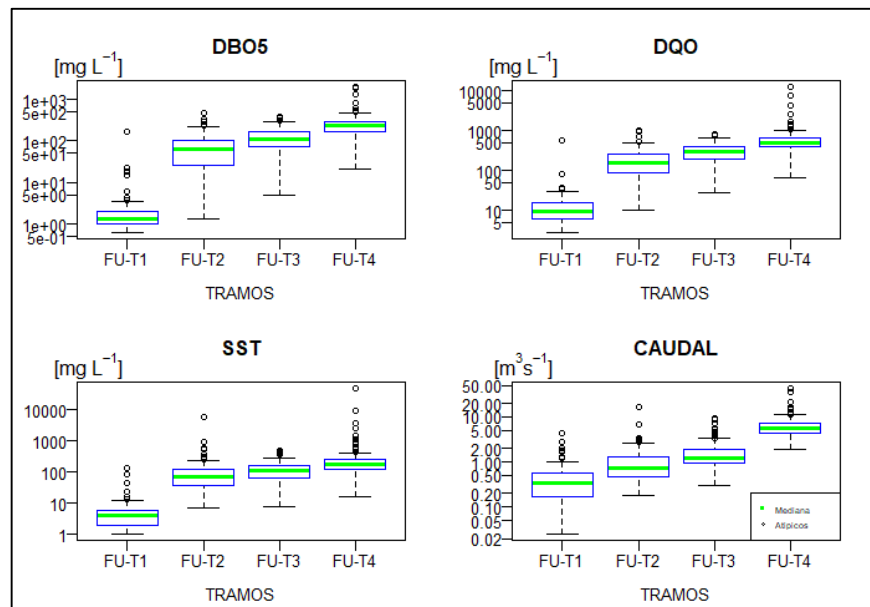 DBO5
[mg L⁻¹]
1e+03
5e+02
1e+02
5e+01
1e+01
5e+00
1e+00
5e-01
FU-T1 FU-T2 FU-T3 FU-T4
TRAMOS
DQO
[mg L⁻¹]
10000
5000
1000
500
100
50
10
5
FU-T1 FU-T2 FU-T3 FU-T4
TRAMOS
SST
[mg L⁻¹]
10000
1000
100
10
1
FU-T1 FU-T2 FU-T3 FU-T4
TRAMOS
CAUDAL
[m³s⁻¹]
50.00
20.00
10.00
5.00
2.00
1.00
0.50
0.20
0.10
0.05
0.02
Mediana
Atípicos
FU-T1 FU-T2 FU-T3 FU-T4
TRAMOS